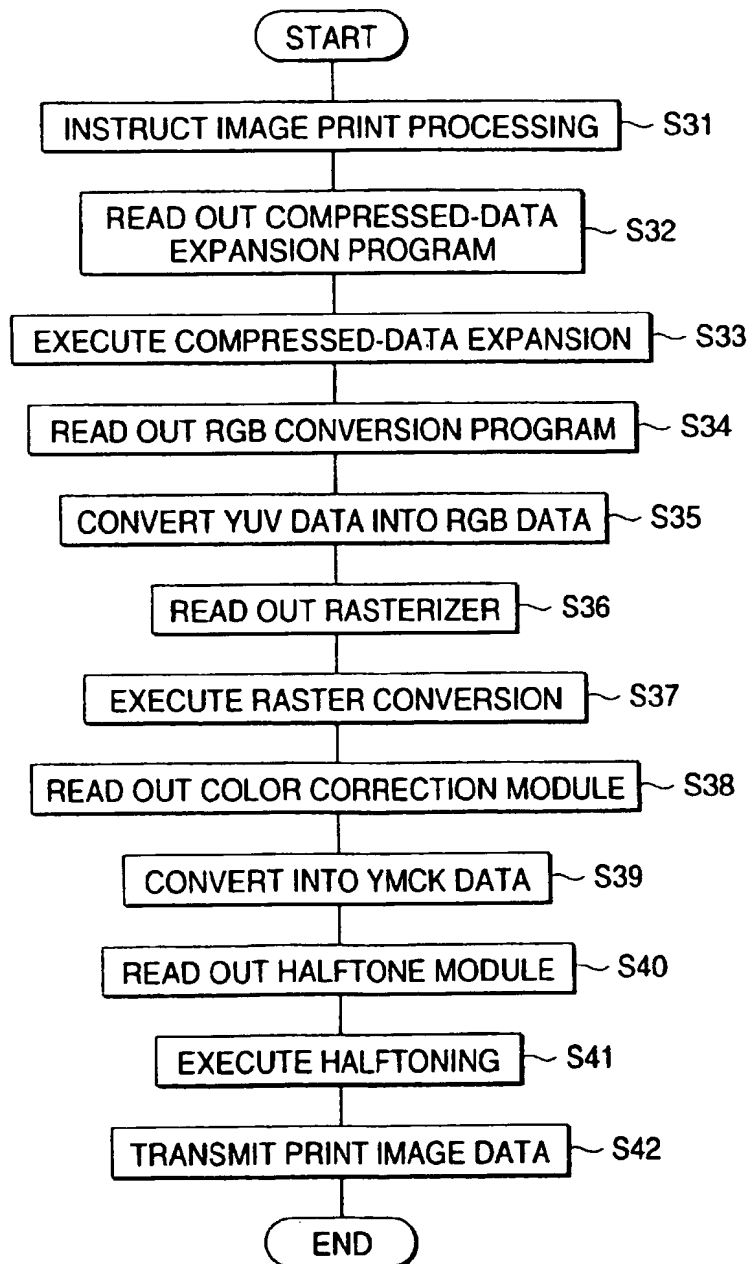 START
INSTRUCT IMAGE PRINT PROCESSING S31
READ OUT COMPRESSED-DATA
EXPANSION PROGRAM S32
EXECUTE COMPRESSED-DATA EXPANSION S33
READ OUT RGB CONVERSION PROGRAM S34
CONVERT YUV DATA INTO RGB DATA S35
READ OUT RASTERIZER S36
EXECUTE RASTER CONVERSION S37
READ OUT COLOR CORRECTION MODULE S38
CONVERT INTO YMCK DATA S39
READ OUT HALFTONE MODULE S40
EXECUTE HALFTONING S41
TRANSMIT PRINT IMAGE DATA S42
END